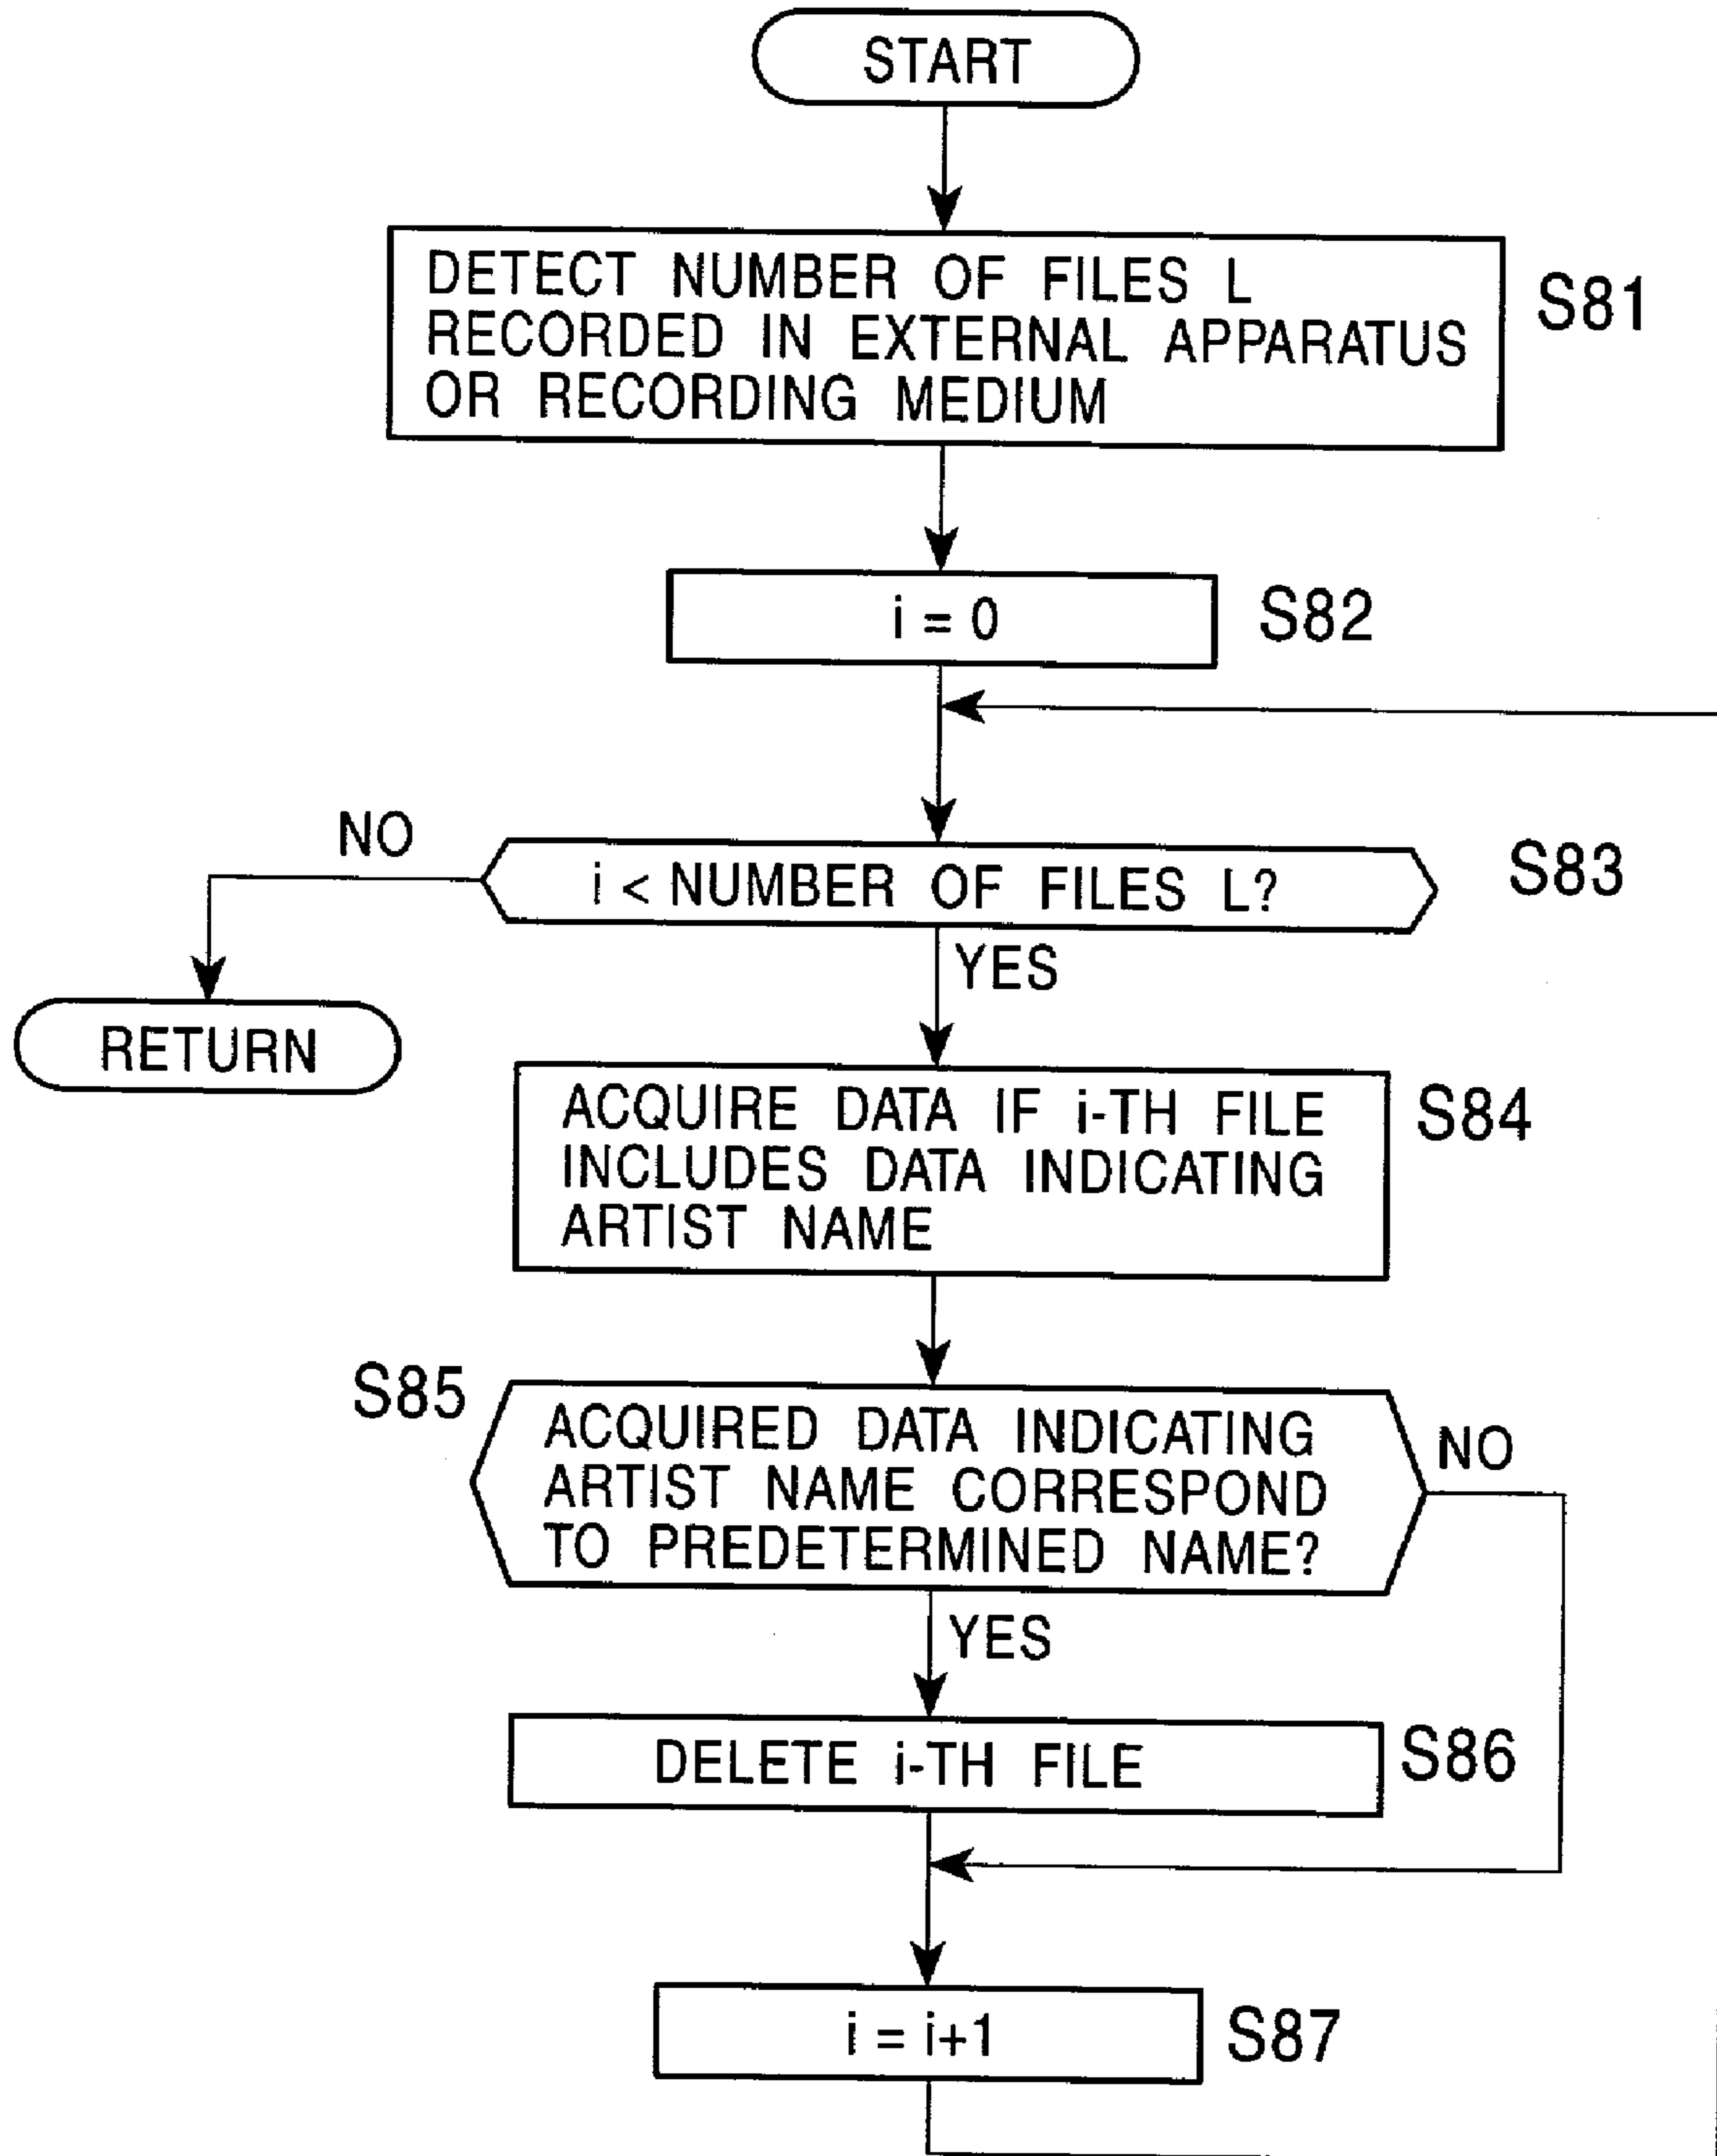 START
DETECT NUMBER OF FILES L
RECORDED IN EXTERNAL APPARATUS
OR RECORDING MEDIUM
S81
i = 0
S82
NO
i < NUMBER OF FILES L?
S83
YES
RETURN
ACQUIRE DATA IF i-TH FILE
INCLUDES DATA INDICATING
ARTIST NAME
S84
S85
ACQUIRED DATA INDICATING
ARTIST NAME CORRESPOND
TO PREDETERMINED NAME?
NO
YES
DELETE i-TH FILE
S86
i = i+1
S87